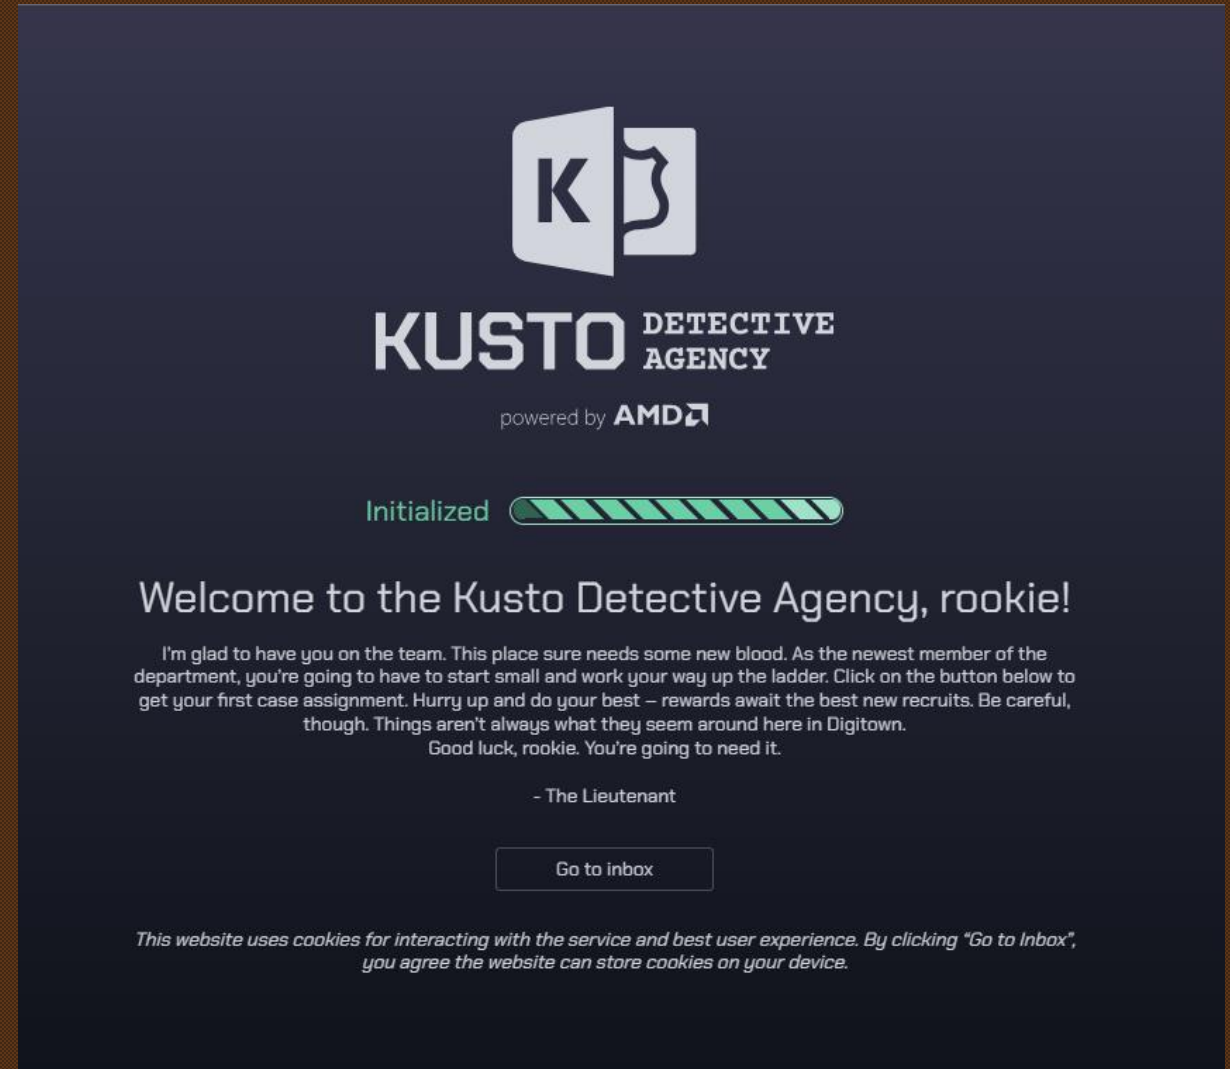 K
KUSTO DETECTIVE AGENCY
powered by AMD
Initialized
Welcome to the Kusto Detective Agency, rookie!
I'm glad to have you on the team. This place sure needs some new blood. As the newest member of the
department, you're going to have to start small and work your way up the ladder. Click on the button below to
get your first case assignment. Hurry up and do your best – rewards await the best new recruits. Be careful,
though. Things aren't always what they seem around here in Digitown.
Good luck, rookie. You're going to need it.
- The Lieutenant
Go to inbox
This website uses cookies for interacting with the service and best user experience. By clicking “Go to Inbox”,
you agree the website can store cookies on your device.